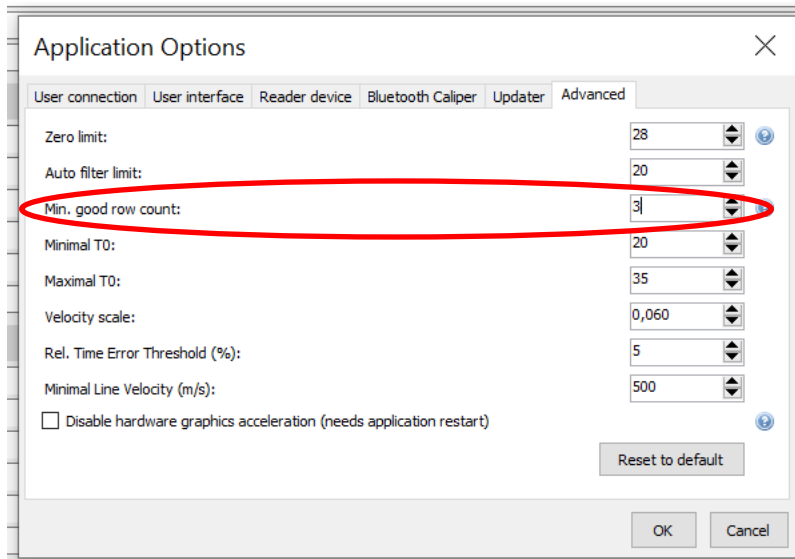 Application Options
User connection User interface Reader device Bluetooth Caliper Updater Advanced
Zero limit: 28
Auto filter limit: 20
Min. good row count: 3
Minimal T0: 20
Maximal T0: 35
Velocity scale: 0,060
Rel. Time Error Threshold (%): 5
Minimal Line Velocity (m/s): 500
Disable hardware graphics acceleration (needs application restart)
Reset to default
OK Cancel